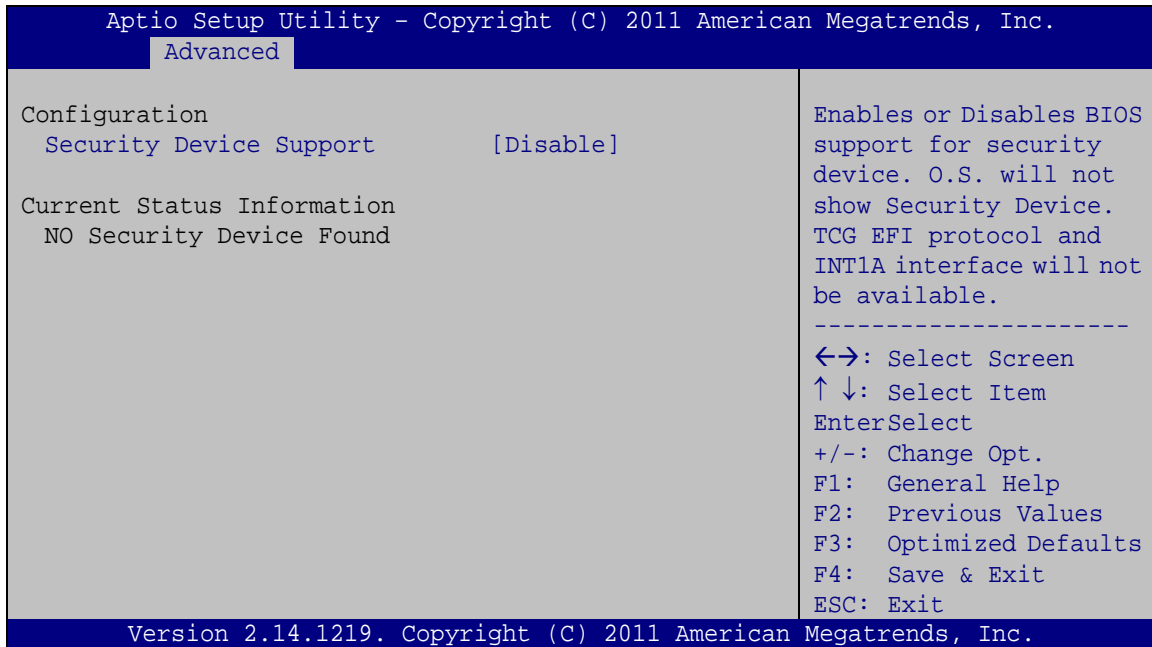 Aptio Setup Utility – Copyright (C) 2011 American Megatrends, Inc.
Advanced
Configuration
Security Device Support [Disable]
Current Status Information
NO Security Device Found
Enables or Disables BIOS
support for security
device. O.S. will not
show Security Device.
TCG EFI protocol and
INT1A interface will not
be available.
----------------------
←→: Select Screen
↑ ↓: Select Item
EnterSelect
+/-: Change Opt.
F1: General Help
F2: Previous Values
F3: Optimized Defaults
F4: Save & Exit
ESC: Exit
Version 2.14.1219. Copyright (C) 2011 American Megatrends, Inc.